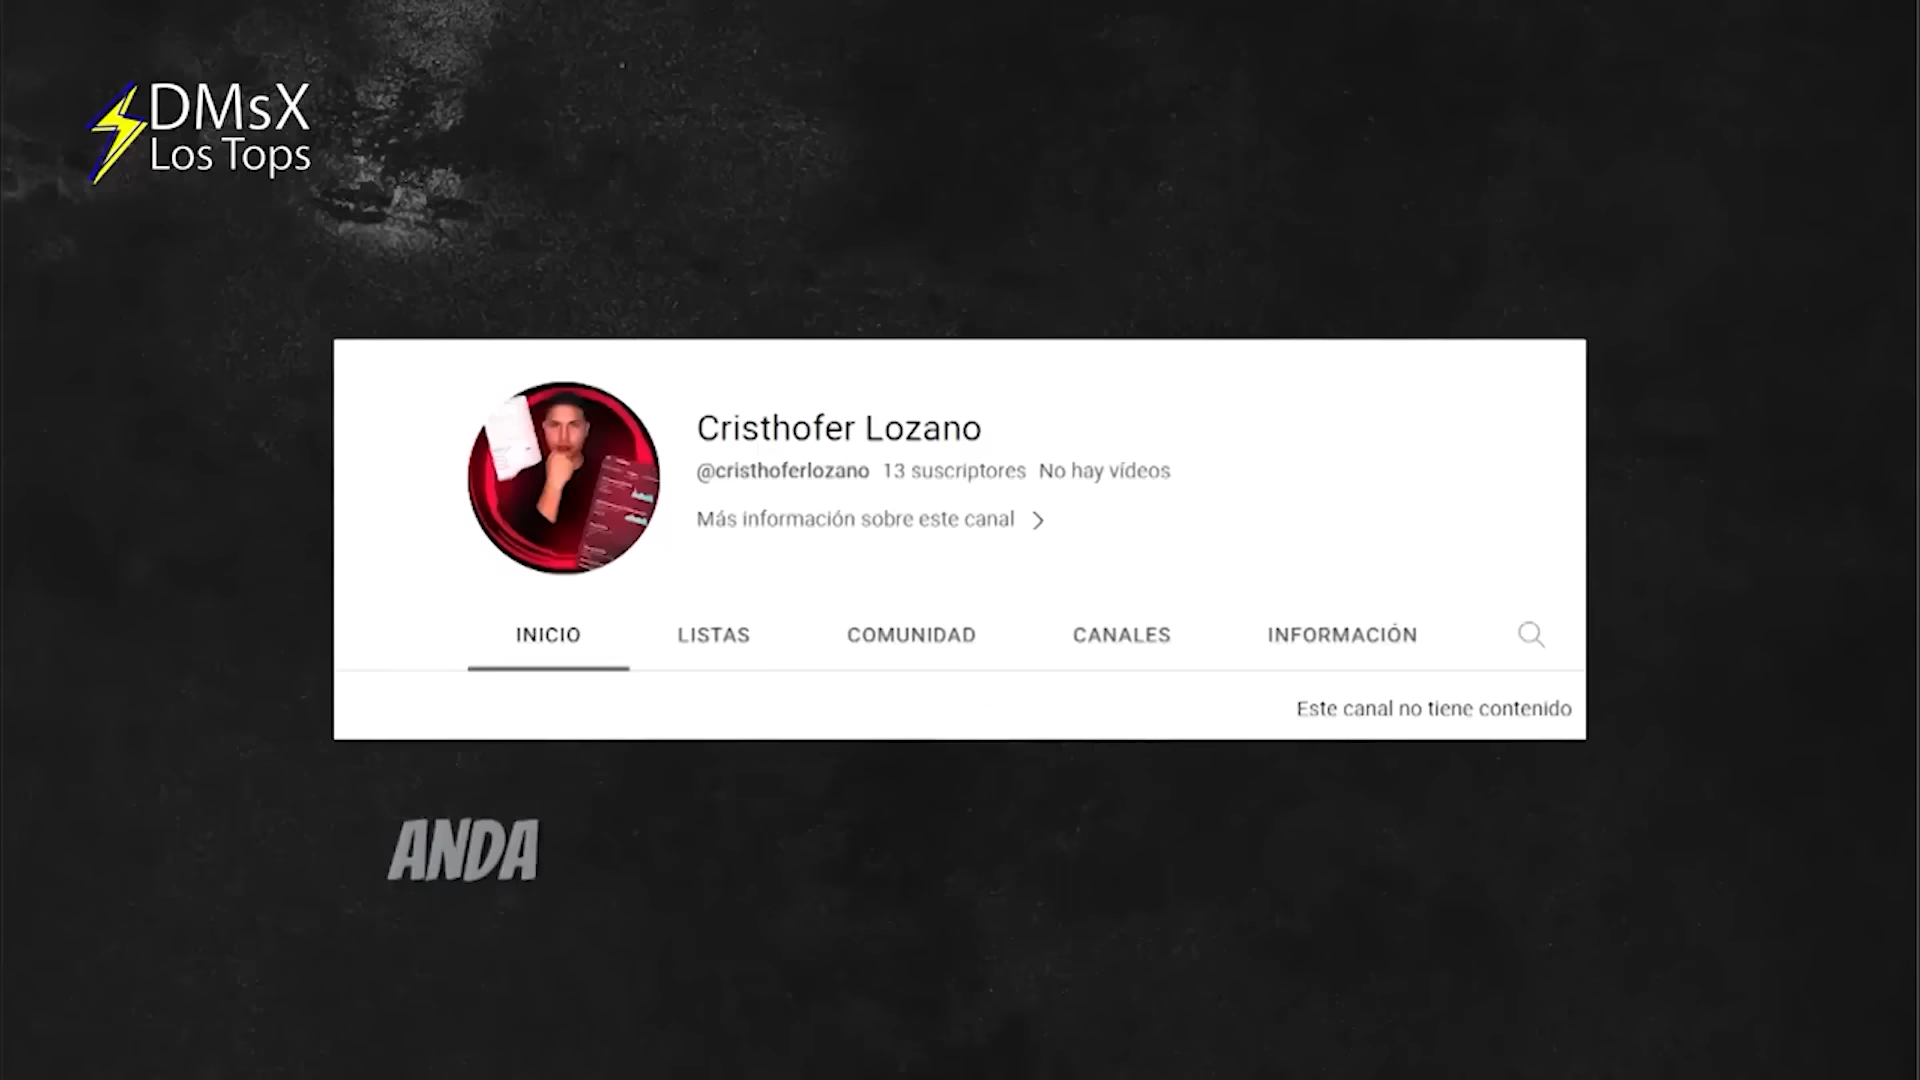 DMsX
Los Tops
Cristhofer Lozano
@cristhoferlozano 13 suscriptores No hay vídeos
Más información sobre este canal
INICIO LISTAS COMUNIDAD CANALES INFORMACIÓN
Este canal no tiene contenido
ANDA